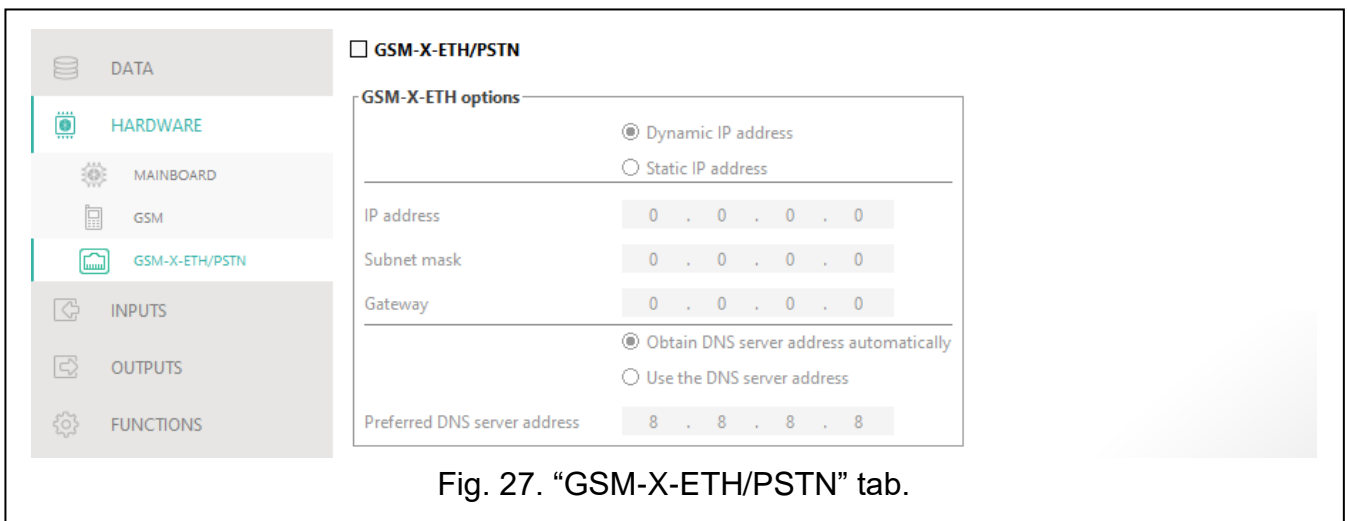 DATA
HARDWARE
MAINBOARD
GSM
GSM-X-ETH/PSTN
INPUTS
OUTPUTS
FUNCTIONS
GSM-X-ETH/PSTN
GSM-X-ETH options
Dynamic IP address
Static IP address
IP address 0 . 0 . 0 . 0
Subnet mask 0 . 0 . 0 . 0
Gateway 0 . 0 . 0 . 0
Obtain DNS server address automatically
Use the DNS server address
Preferred DNS server address 8 . 8 . 8 . 8
Fig. 27. “GSM-X-ETH/PSTN” tab.